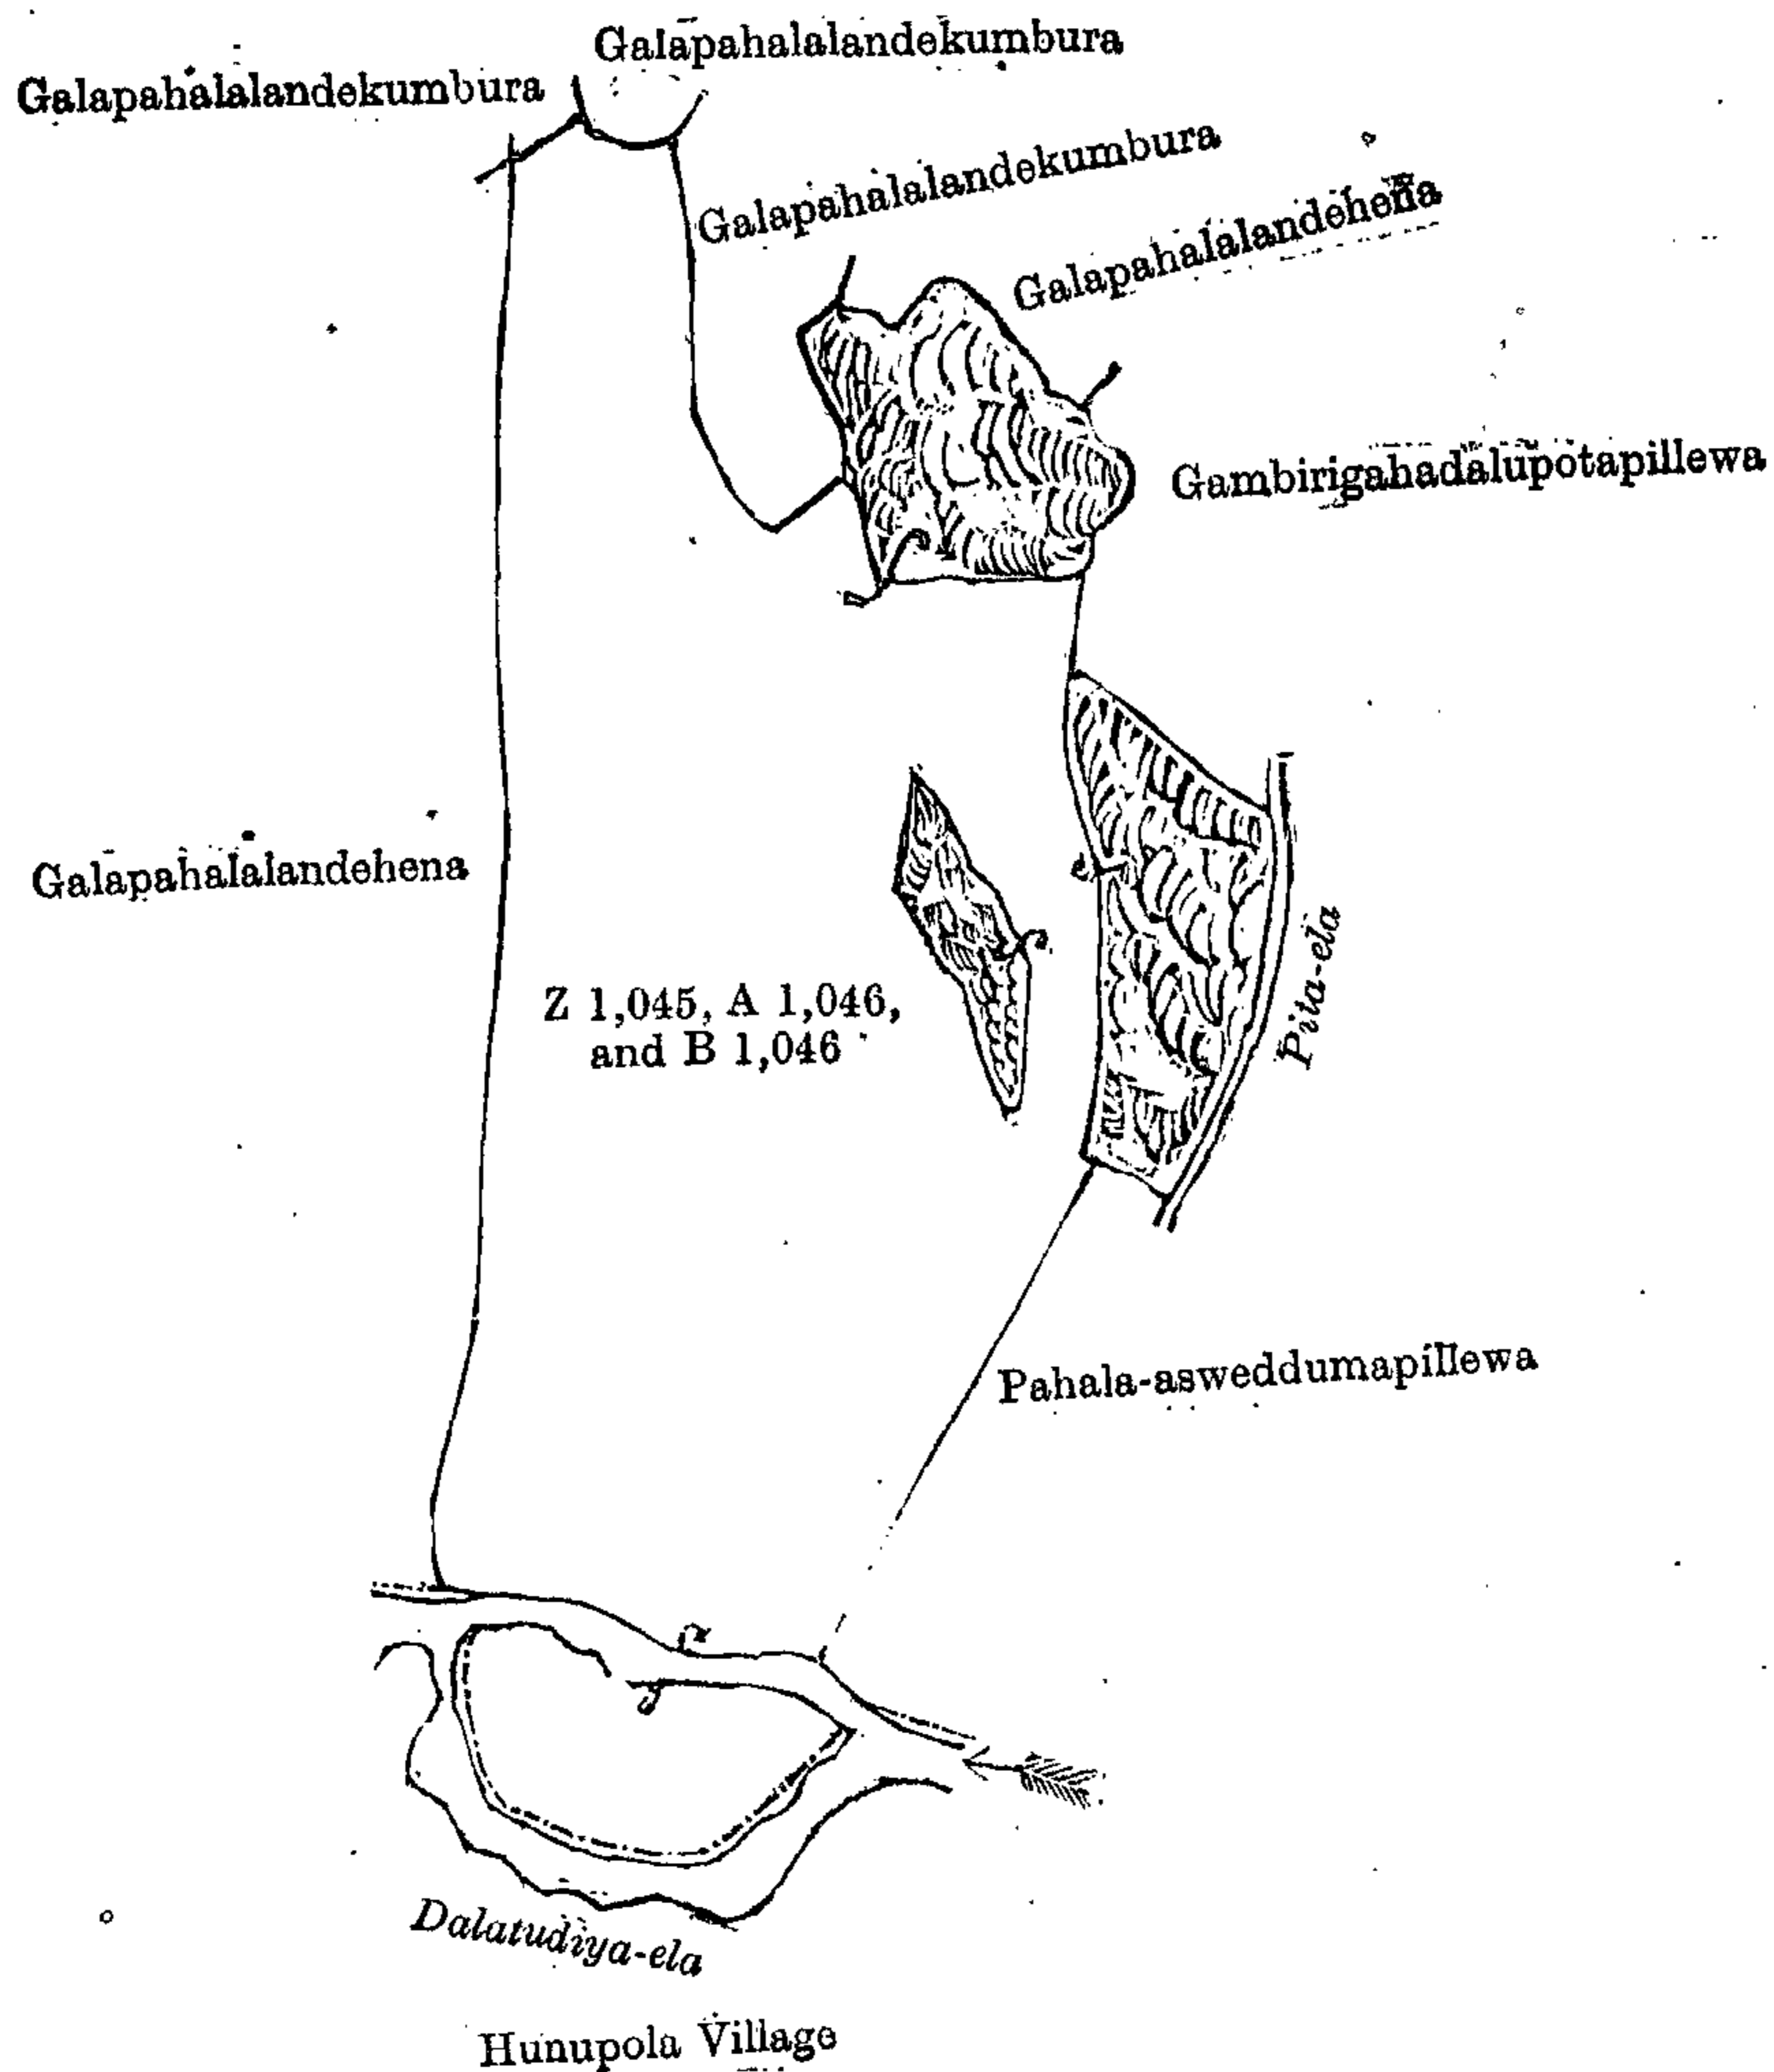 Galapahalalandekumbura
Galapahalalandekumbura
Galapahalalandekumbura
Galapahalalandehena
Gambirigahadalupotapillewa
Galapahalalandehena
Z 1,045, A 1,046,
and B 1,046
Pita-ela
Pahala-asweddumapillewa
Dalatudiya-ela
Hunupola Village